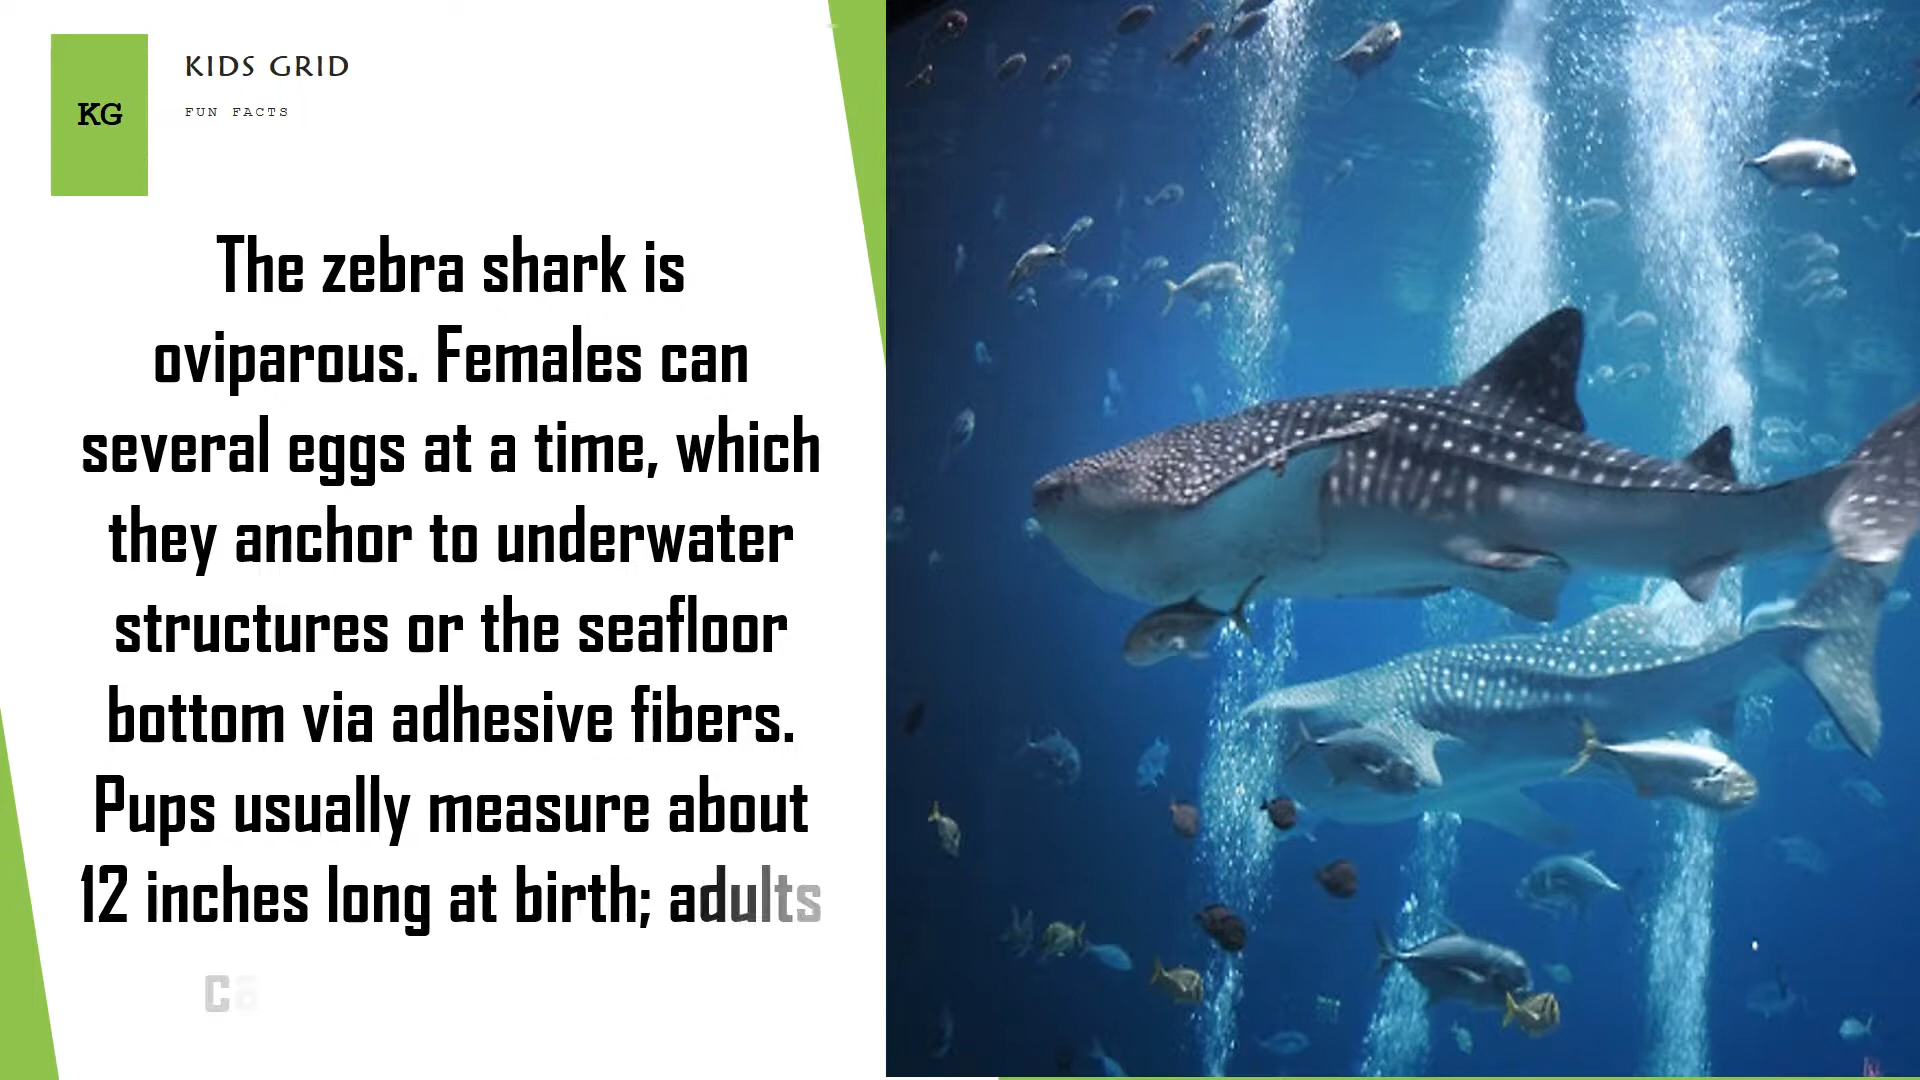 KG
KIDS GRID
FUN FACTS
The zebra shark is
oviparous. Females can
several eggs at a time, which
they anchor to underwater
structures or the seafloor
bottom via adhesive fibers.
Pups usually measure about
12 inches long at birth; adults